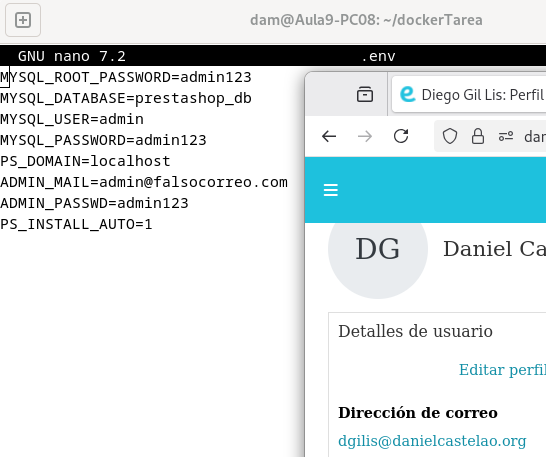 dam@Aula9-PC08: ~/dockerTarea
GNU nano 7.2 .env
MYSQL_ROOT_PASSWORD=admin123
MYSQL_DATABASE=prestashop_db
MYSQL_USER=admin
MYSQL_PASSWORD=admin123
PS_DOMAIN=localhost
ADMIN_MAIL=admin@falsocorreo.com
ADMIN_PASSWD=admin123
PS_INSTALL_AUTO=1
Diego Gil Lis: Perfil
dan
DG
Daniel Ca
Detalles de usuario
Editar perfil
Dirección de correo
dgilis@danielcastelao.org